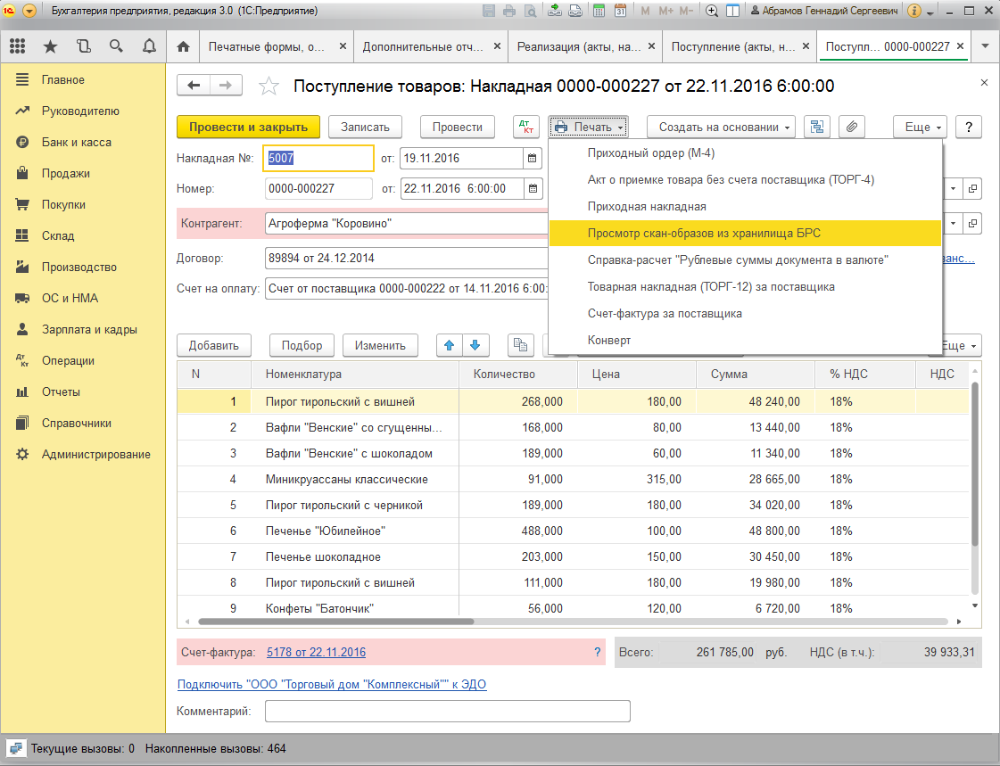 Бухгалтерия предприятия, редакция 3.0 (1С:Предприятие) M M+ M- Абрамов Геннадий Сергеевич
Печатные формы, о... Дополнительные отч... Реализация (акты, на... Поступление (акты, н... Поступл... 0000-000227
Главное
Руководителю
Банк и касса
Продажи
Покупки
Склад
Производство
ОС и НМА
Зарплата и кадры
Операции
Отчеты
Справочники
Администрирование
Поступление товаров: Накладная 0000-000227 от 22.11.2016 6:00:00
Провести и закрыть Записать Провести Дт Кт Печать Создать на основании Еще ?
Накладная №: 5007 от: 19.11.2016
Номер: 0000-000227 от: 22.11.2016 6:00:00
Контрагент: Агроферма "Коровино"
Договор: 89894 от 24.12.2014 ванс...
Счет на оплату: Счет от поставщика 0000-000222 от 14.11.2016 6:00:
Приходный ордер (М-4)
Акт о приемке товара без счета поставщика (ТОРГ-4)
Приходная накладная
Просмотр скан-образов из хранилища БРС
Справка-расчет "Рублевые суммы документа в валюте"
Товарная накладная (ТОРГ-12) за поставщика
Счет-фактура за поставщика
Конверт
Добавить Подбор Изменить Еще
N Номенклатура Количество Цена Сумма % НДС НДС
1 Пирог тирольский с вишней 268,000 180,00 48 240,00 18%
2 Вафли "Венские" со сгущенны... 168,000 80,00 13 440,00 18%
3 Вафли "Венские" с шоколадом 189,000 60,00 11 340,00 18%
4 Миникруассаны классические 91,000 315,00 28 665,00 18%
5 Пирог тирольский с черникой 189,000 180,00 34 020,00 18%
6 Печенье "Юбилейное" 488,000 100,00 48 800,00 18%
7 Печенье шоколадное 203,000 150,00 30 450,00 18%
8 Пирог тирольский с вишней 111,000 180,00 19 980,00 18%
9 Конфеты "Батончик" 56,000 120,00 6 720,00 18%
Счет-фактура: 5178 от 22.11.2016 ? Всего: 261 785,00 руб. НДС (в т.ч.): 39 933,31
Подключить "ООО "Торговый дом "Комплексный"" к ЭДО
Комментарий:
Текущие вызовы: 0 Накопленные вызовы: 464